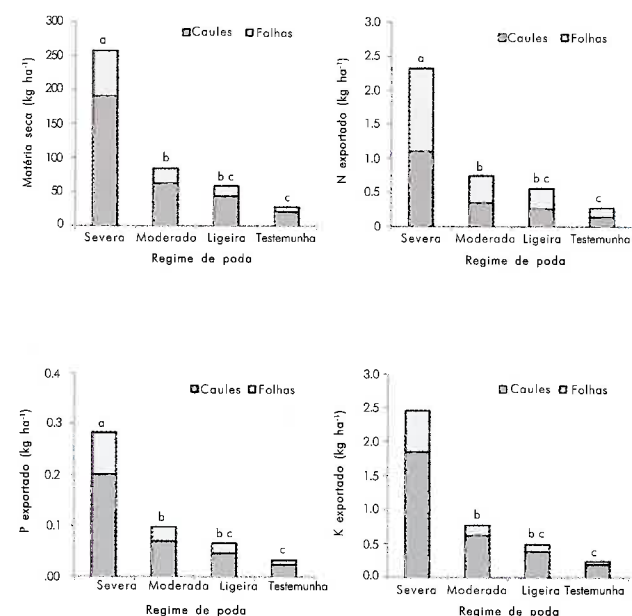 300
250
200
150
100
50
0
Matéria seca (kg ha⁻¹)
Caules Folhas
a
b
b c
c
Severa Moderada Ligeira Testemunha
Regime de poda
3.0
2.5
2.0
1.5
1.0
0.5
0
N exportado (kg ha⁻¹)
Caules Folhas
a
b
b c
c
Severa Moderada Ligeira Testemunha
Regime de poda
0.4
0.3
0.2
0.1
.00
P exportado (kg ha⁻¹)
Caules Folhas
a
b
b c
c
Severa Moderada Ligeira Testemunha
Regime de poda
3.0
2.5
2.0
1.5
1.0
0.5
0.0
K exportado (kg ha⁻¹)
Caules Folhas
b
b c
c
Severa Moderada Ligeira Testemunha
Regime de poda